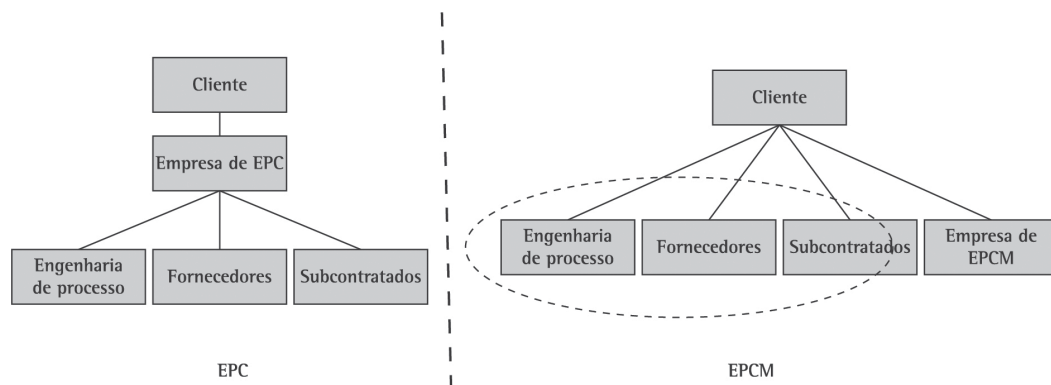 Cliente
Empresa de EPC
Engenharia
de processo
Fornecedores
Subcontratados
EPC
Cliente
Engenharia
de processo
Fornecedores
Subcontratados
Empresa de
EPCM
EPCM